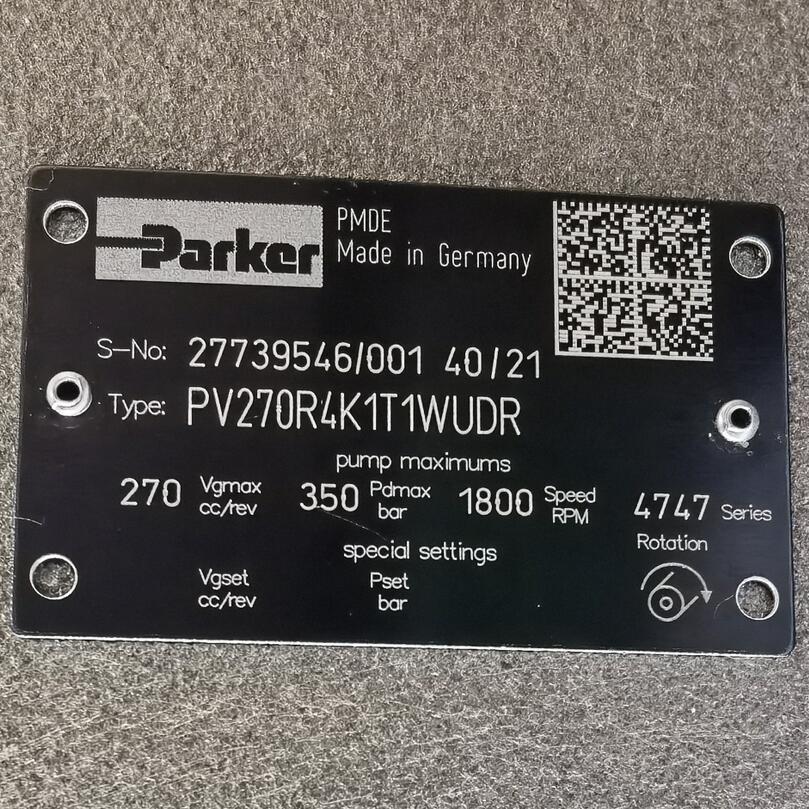 Parker
PMDE
Made in Germany
S-No: 27739546/001 40/21
Type: PV270R4K1T1WUDR
pump maximums
270 Vgmax cc/rev 350 Pdmax bar 1800 Speed RPM 4747 Series
special settings
Rotation
Vgset cc/rev Pset bar